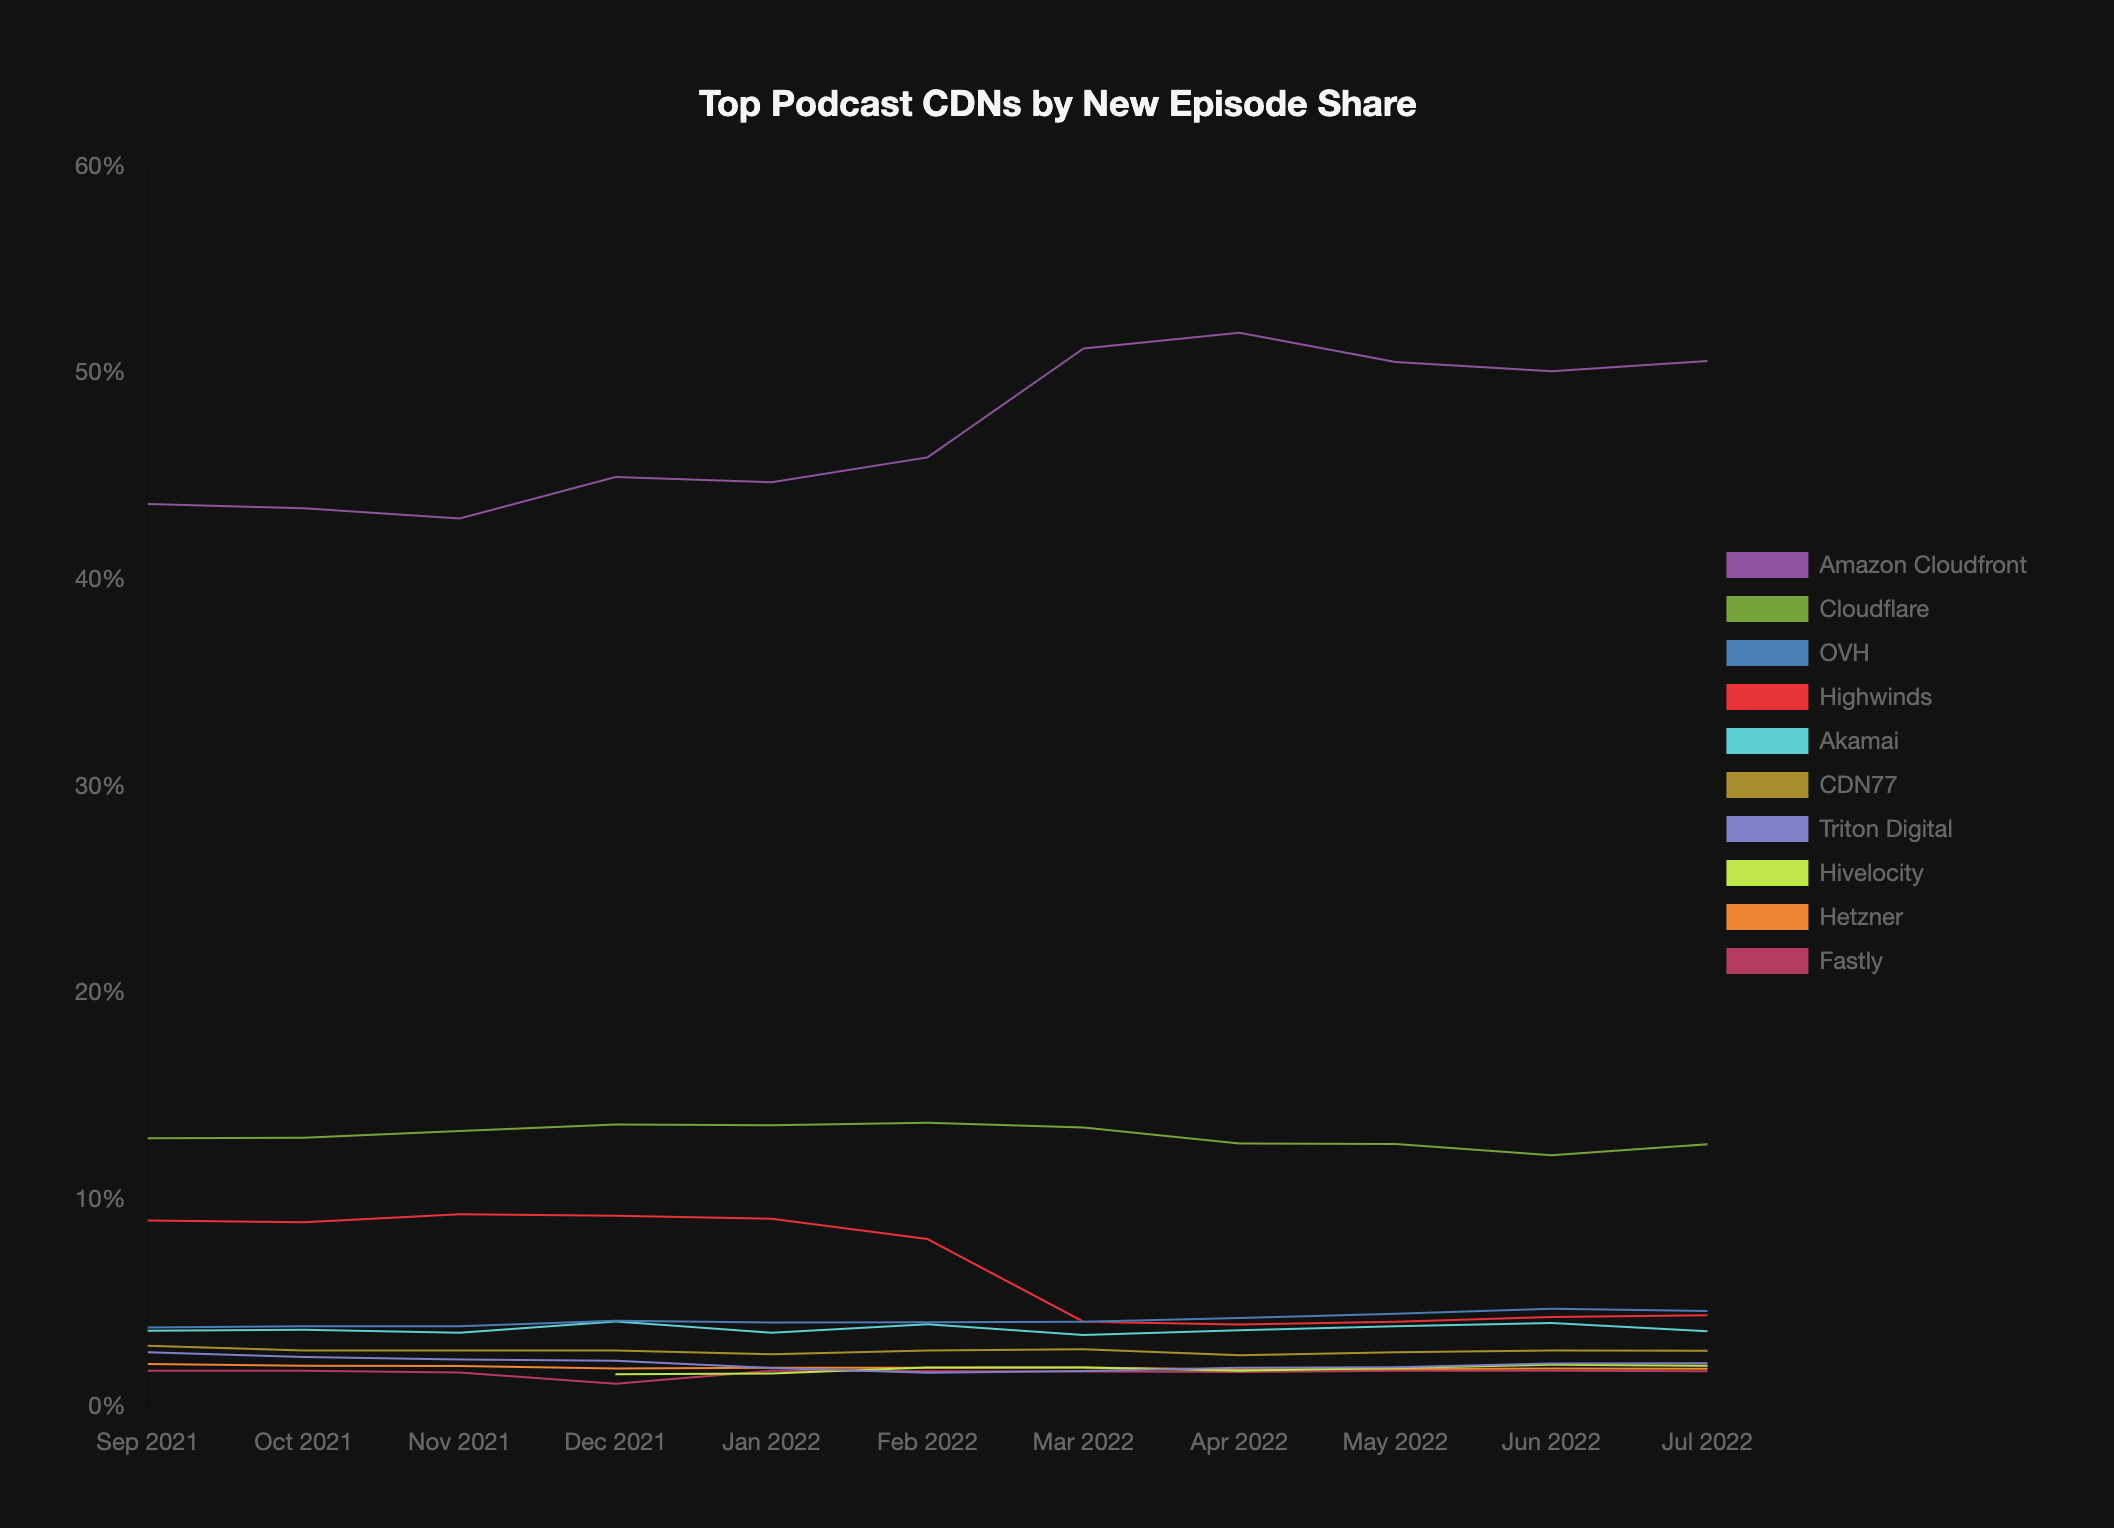 Top Podcast CDNs by New Episode Share
60%
50%
40%
30%
20%
10%
0%
Sep 2021 Oct 2021 Nov 2021 Dec 2021 Jan 2022 Feb 2022 Mar 2022 Apr 2022 May 2022 Jun 2022 Jul 2022
Amazon Cloudfront
Cloudflare
OVH
Highwinds
Akamai
CDN77
Triton Digital
Hivelocity
Hetzner
Fastly